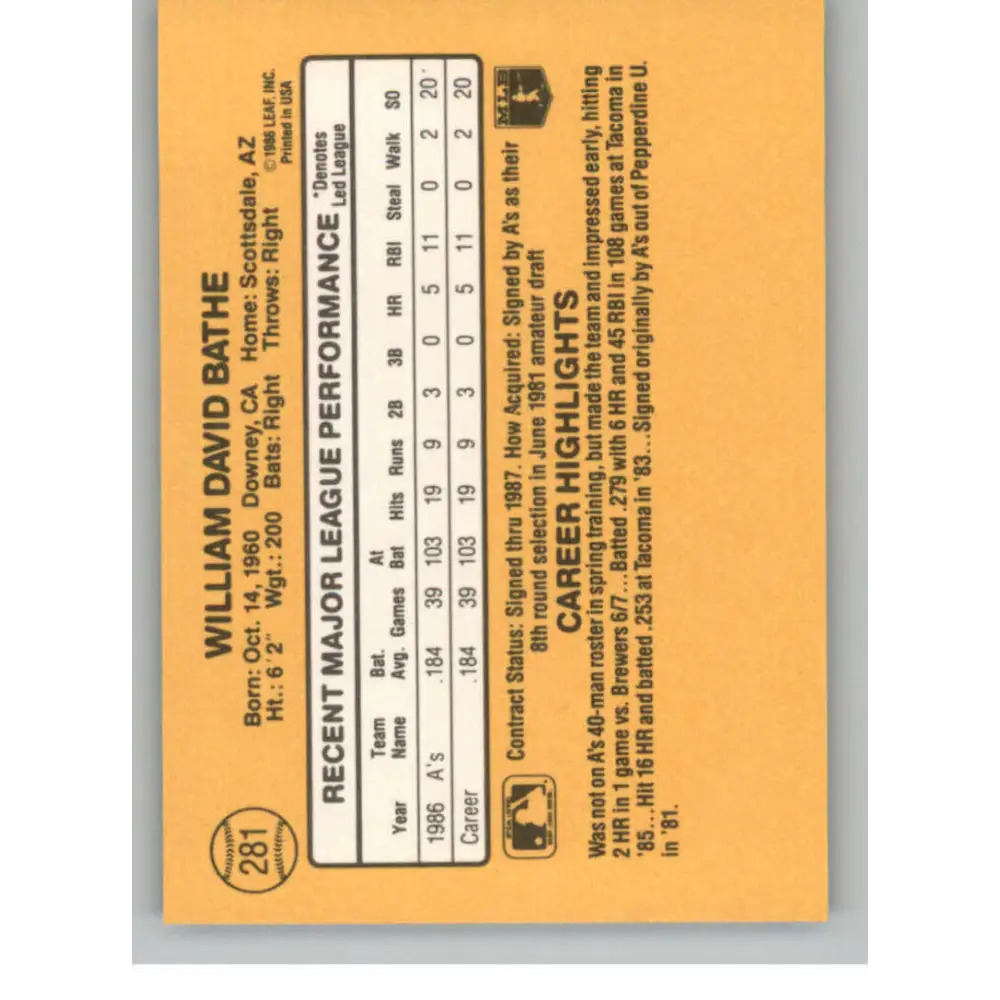 281
WILLIAM DAVID BATHE
Born: Oct. 14, 1960 Downey, CA Home: Scottsdale, AZ
Ht.: 6'2" Wgt.: 200 Bats: Right Throws: Right
© 1986 LEAF, INC.
Printed in USA
RECENT MAJOR LEAGUE PERFORMANCE
*Denotes
Led League
Year Team Name Bat. Avg. Games At Bat Hits Runs 2B 3B HR RBI Steal Walk SO
1986 A's .184 39 103 19 9 3 0 5 11 0 2 20
Career .184 39 103 19 9 3 0 5 11 0 2 20
Contract Status: Signed thru 1987. How Acquired: Signed by A's as their
8th round selection in June 1981 amateur draft
MLB
CAREER HIGHLIGHTS
Was not on A's 40-man roster in spring training, but made the team and impressed early, hitting
2 HR in 1 game vs. Brewers 6/7...Batted .279 with 6 HR and 45 RBI in 108 games at Tacoma in
'85...Hit 16 HR and batted .253 at Tacoma in '83...Signed originally by A's out of Pepperdine U.
in '81.